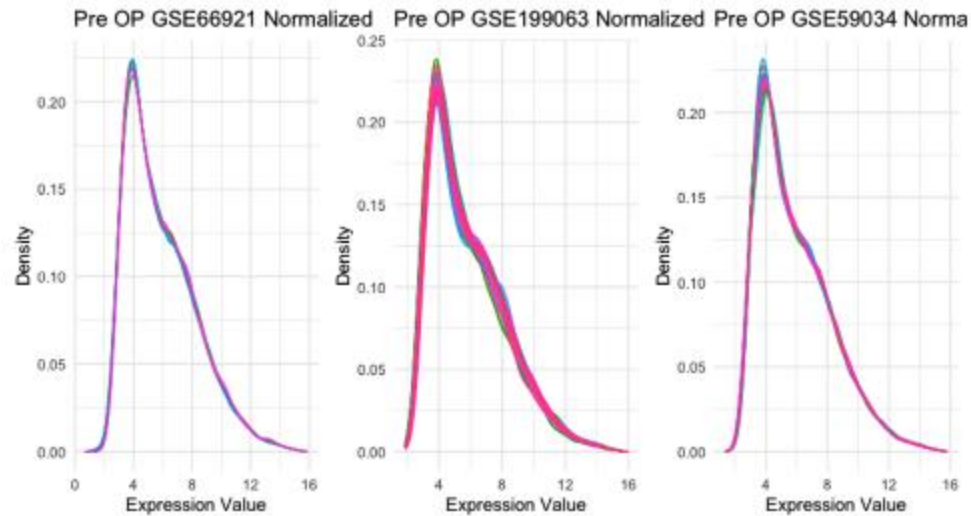 Pre OP GSE66921 Normalized
0.20
0.15
0.10
0.05
0.00
Density
0 4 8 12 16
Expression Value
Pre OP GSE199063 Normalized
0.25
0.20
0.15
0.10
0.05
0.00
Density
4 8 12 16
Expression Value
Pre OP GSE59034 Norma
0.20
0.15
0.10
0.05
0.00
Density
4 8 12 16
Expression Value